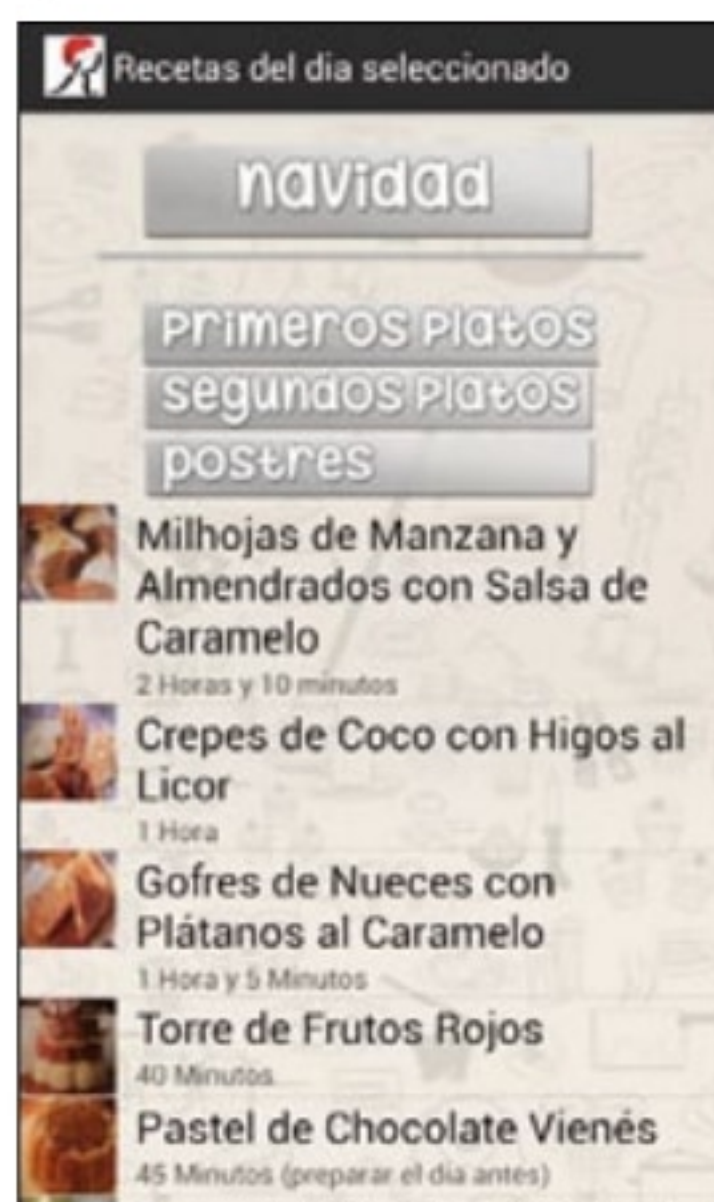 Recetas del dia seleccionado
navidad
primeros platos
segundos platos
postres
Milhojas de Manzana y
Almendrados con Salsa de
Caramelo
2 Horas y 10 minutos
Crepes de Coco con Higos al
Licor
1 Hora
Gofres de Nueces con
Plátanos al Caramelo
1 Hora y 5 Minutos
Torre de Frutos Rojos
40 Minutos
Pastel de Chocolate Vienés
45 Minutos (preparar el dia antes)